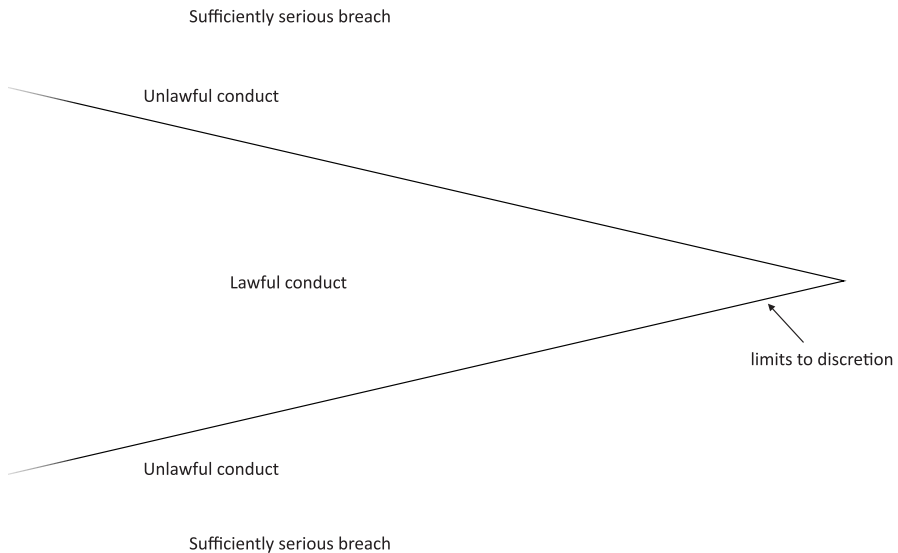 Sufficiently serious breach
Unlawful conduct
Lawful conduct
limits to discretion
Unlawful conduct
Sufficiently serious breach